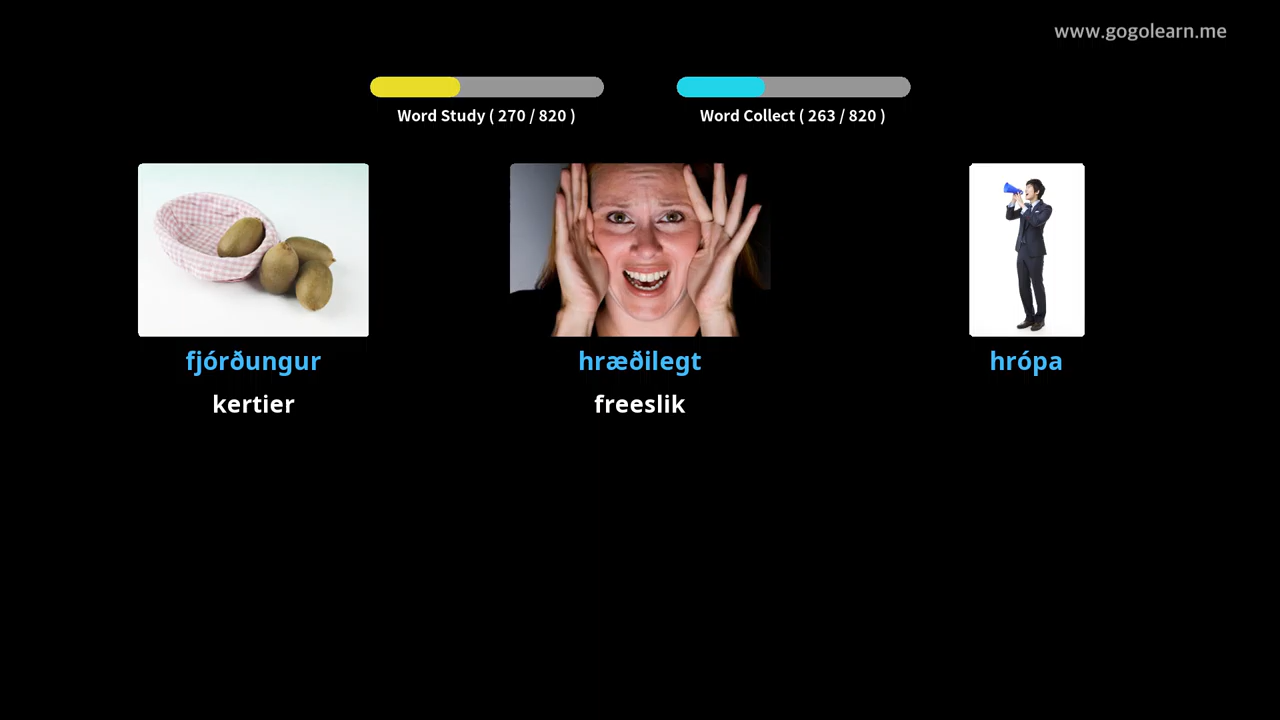 www.gogolearn.me
Word Study ( 270 / 820 )
Word Collect ( 263 / 820 )
fjórðungur
hræðilegt
hrópa
kertier
freeslik